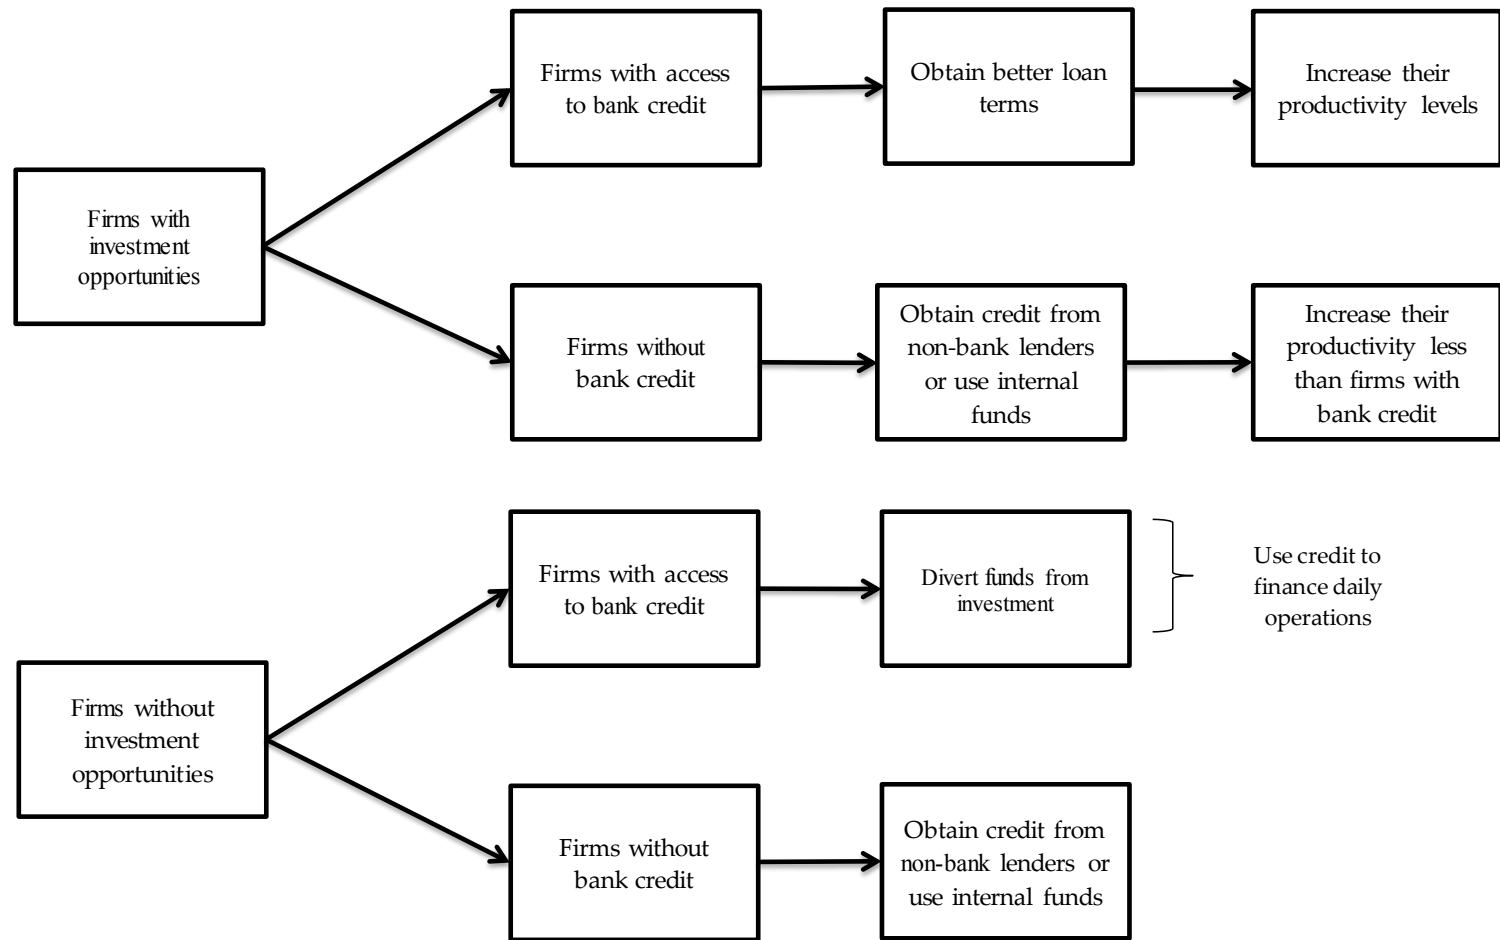 Firms with access
to bank credit
Obtain better loan
terms
Increase their
productivity levels
Firms with
investment
opportunities
Firms without
bank credit
Obtain credit from
non-bank lenders
or use internal
funds
Increase their
productivity less
than firms with
bank credit
Firms with access
to bank credit
Divert funds from
investment
Use credit to
finance daily
operations
Firms without
investment
opportunities
Firms without
bank credit
Obtain credit from
non-bank lenders or
use internal funds